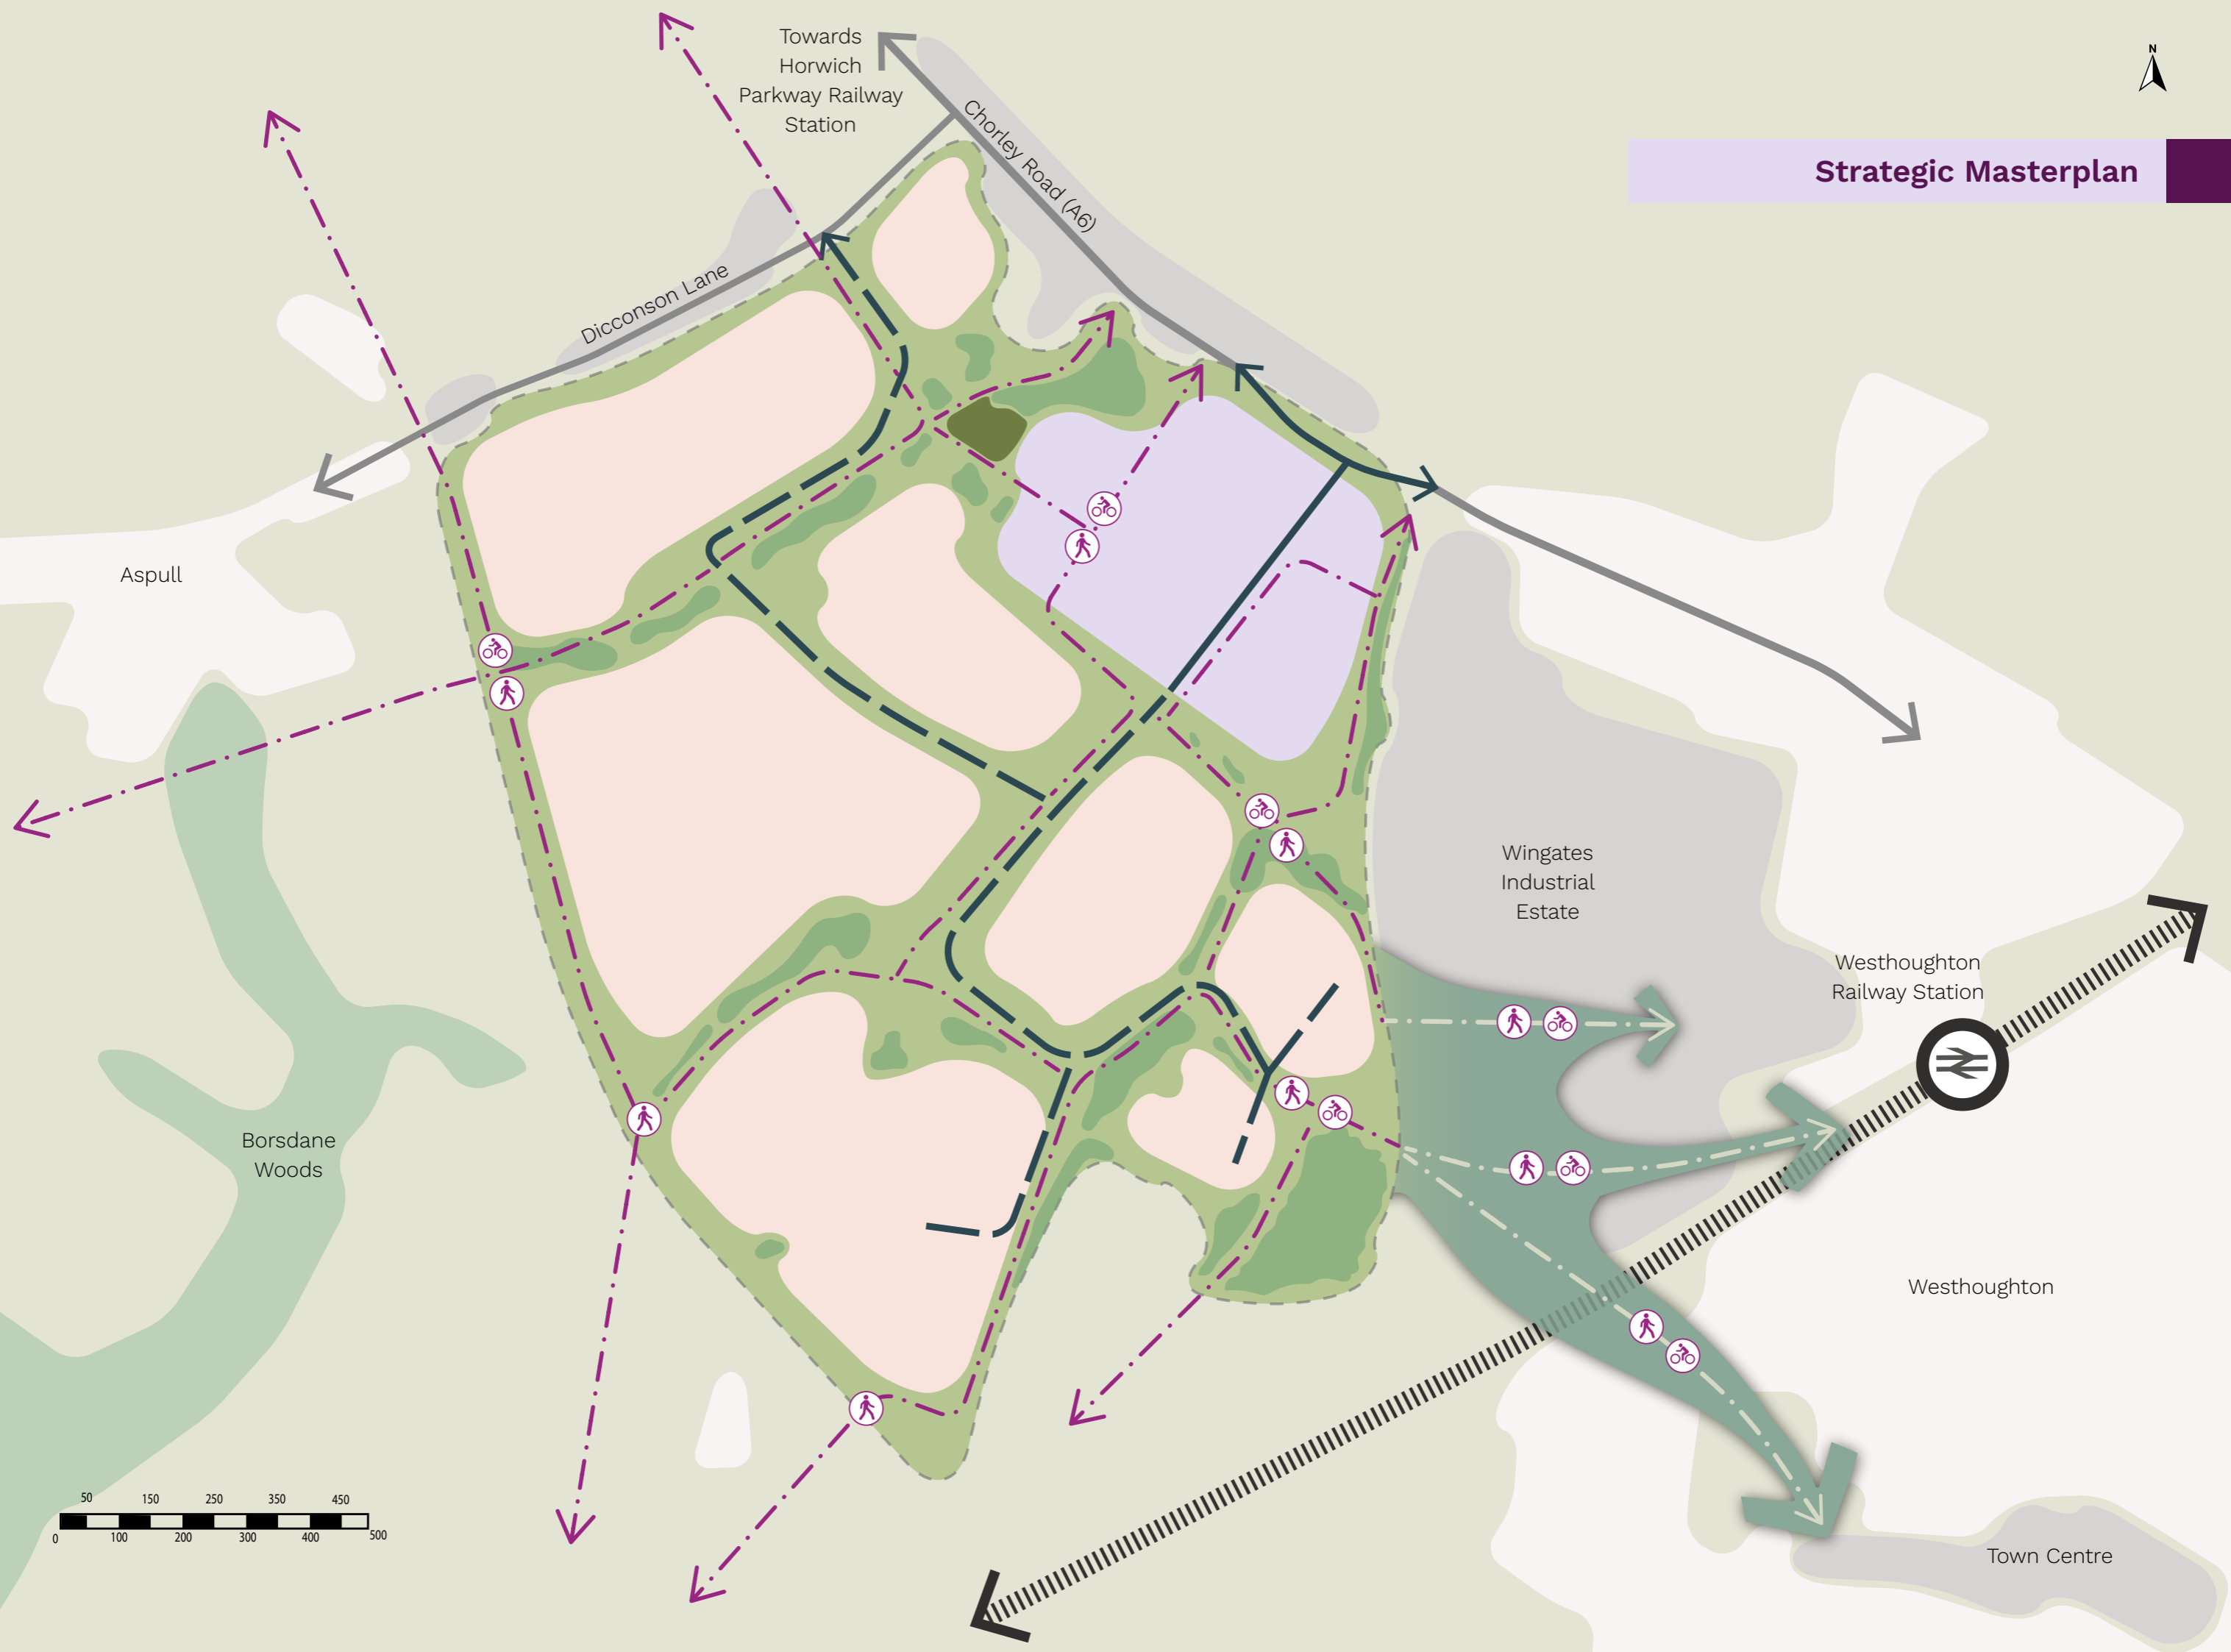 Towards
Horwich
Parkway Railway
Station
N
Chorley Road (A6)
Strategic Masterplan
Dicconson Lane
Aspull
Wingates
Industrial
Estate
Westhoughton
Railway Station
Borsdane
Woods
Westhoughton
50 150 250 350 450
0 100 200 300 400 500
Town Centre